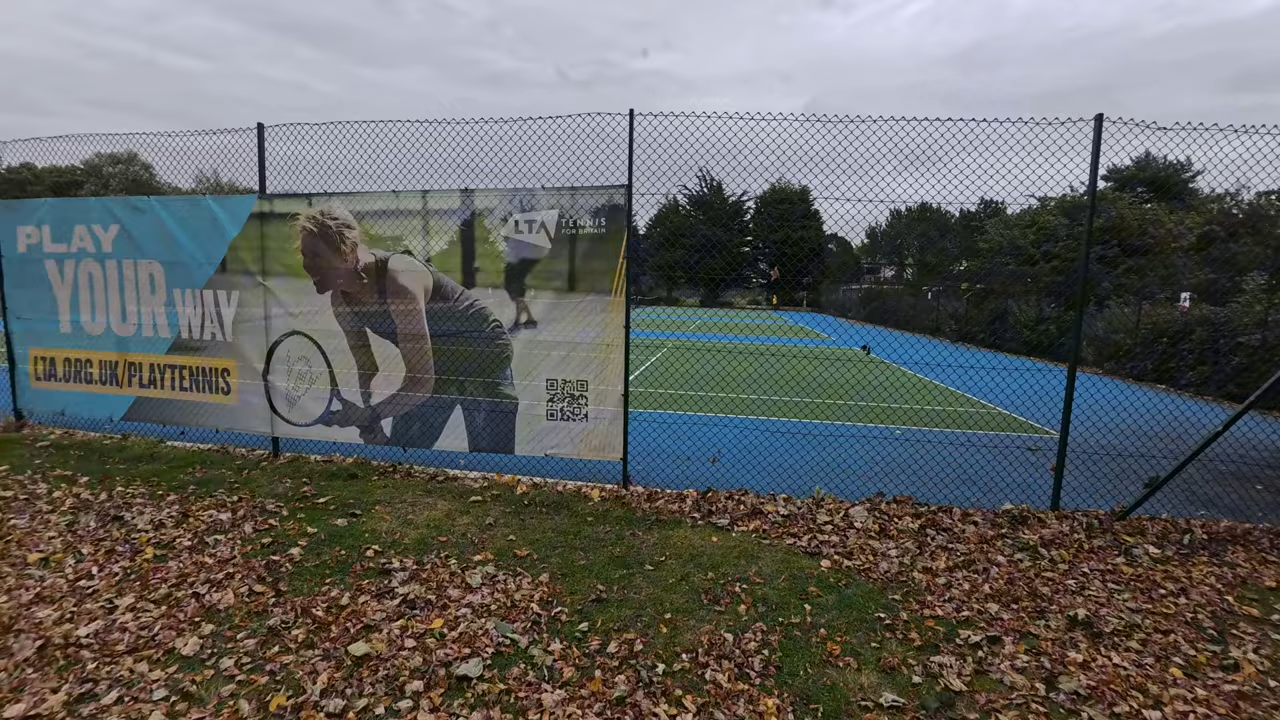 PLAY
YOUR WAY
LTA.ORG.UK/PLAYTENNIS
LTA TENNIS
FOR BRITAIN